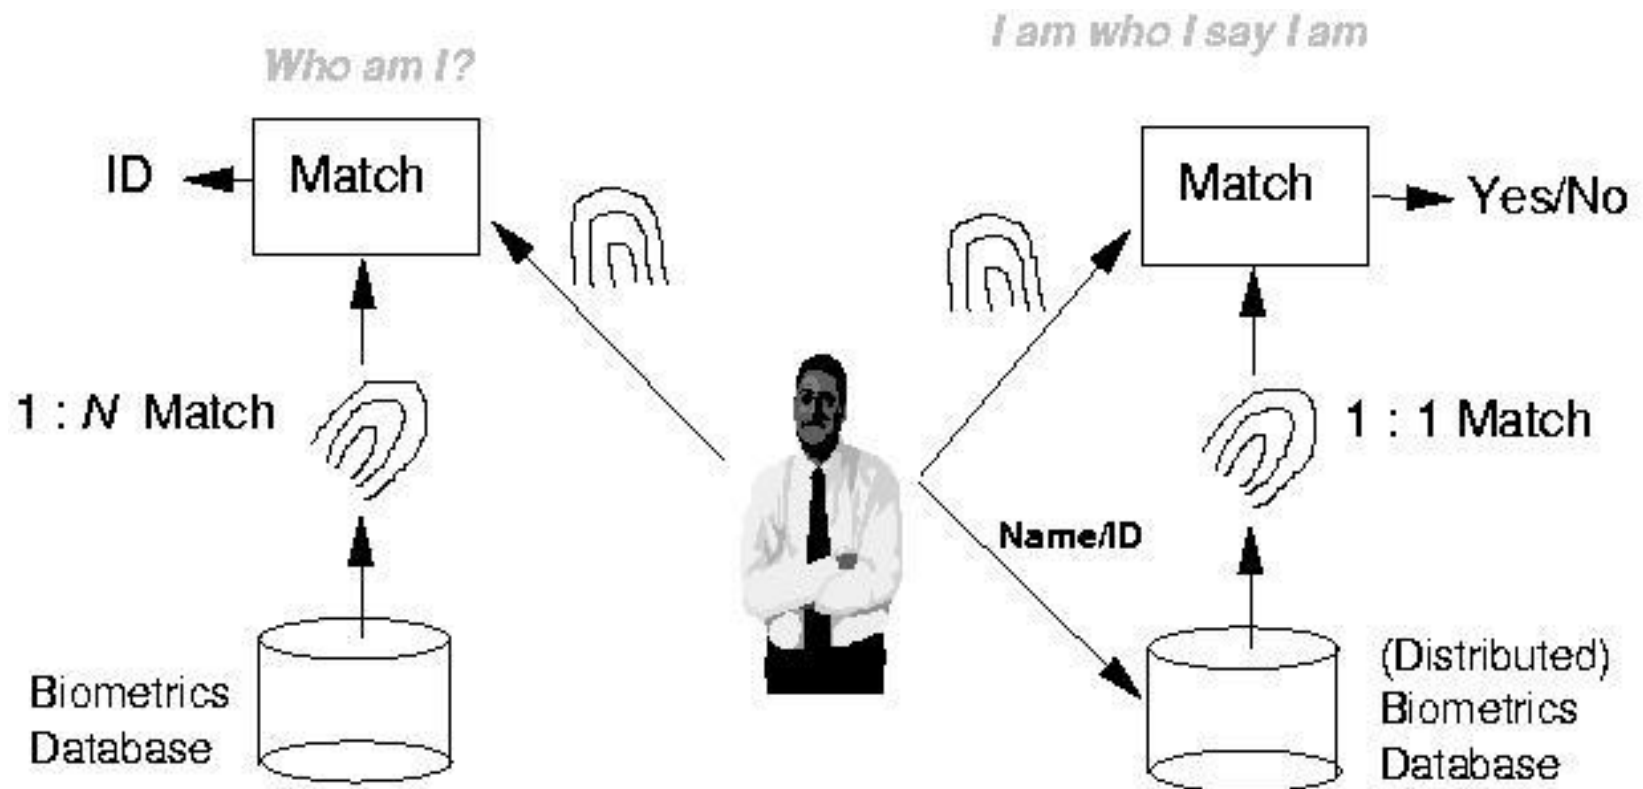 Who am I?
I am who I say I am
ID
Match
Match
Yes/No
1 : N Match
1 : 1 Match
Name/ID
Biometrics
Database
(Distributed)
Biometrics
Database